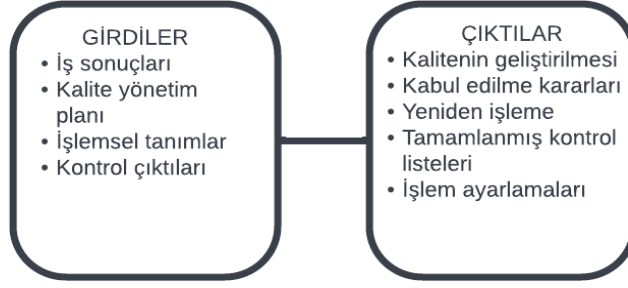 GİRDİLER
• İş sonuçları
• Kalite yönetim
planı
• İşlemsel tanımlar
• Kontrol çıktıları
ÇIKTILAR
• Kalitenin geliştirilmesi
• Kabul edilme kararları
• Yeniden işleme
• Tamamlanmış kontrol
listeleri
• İşlem ayarlamaları